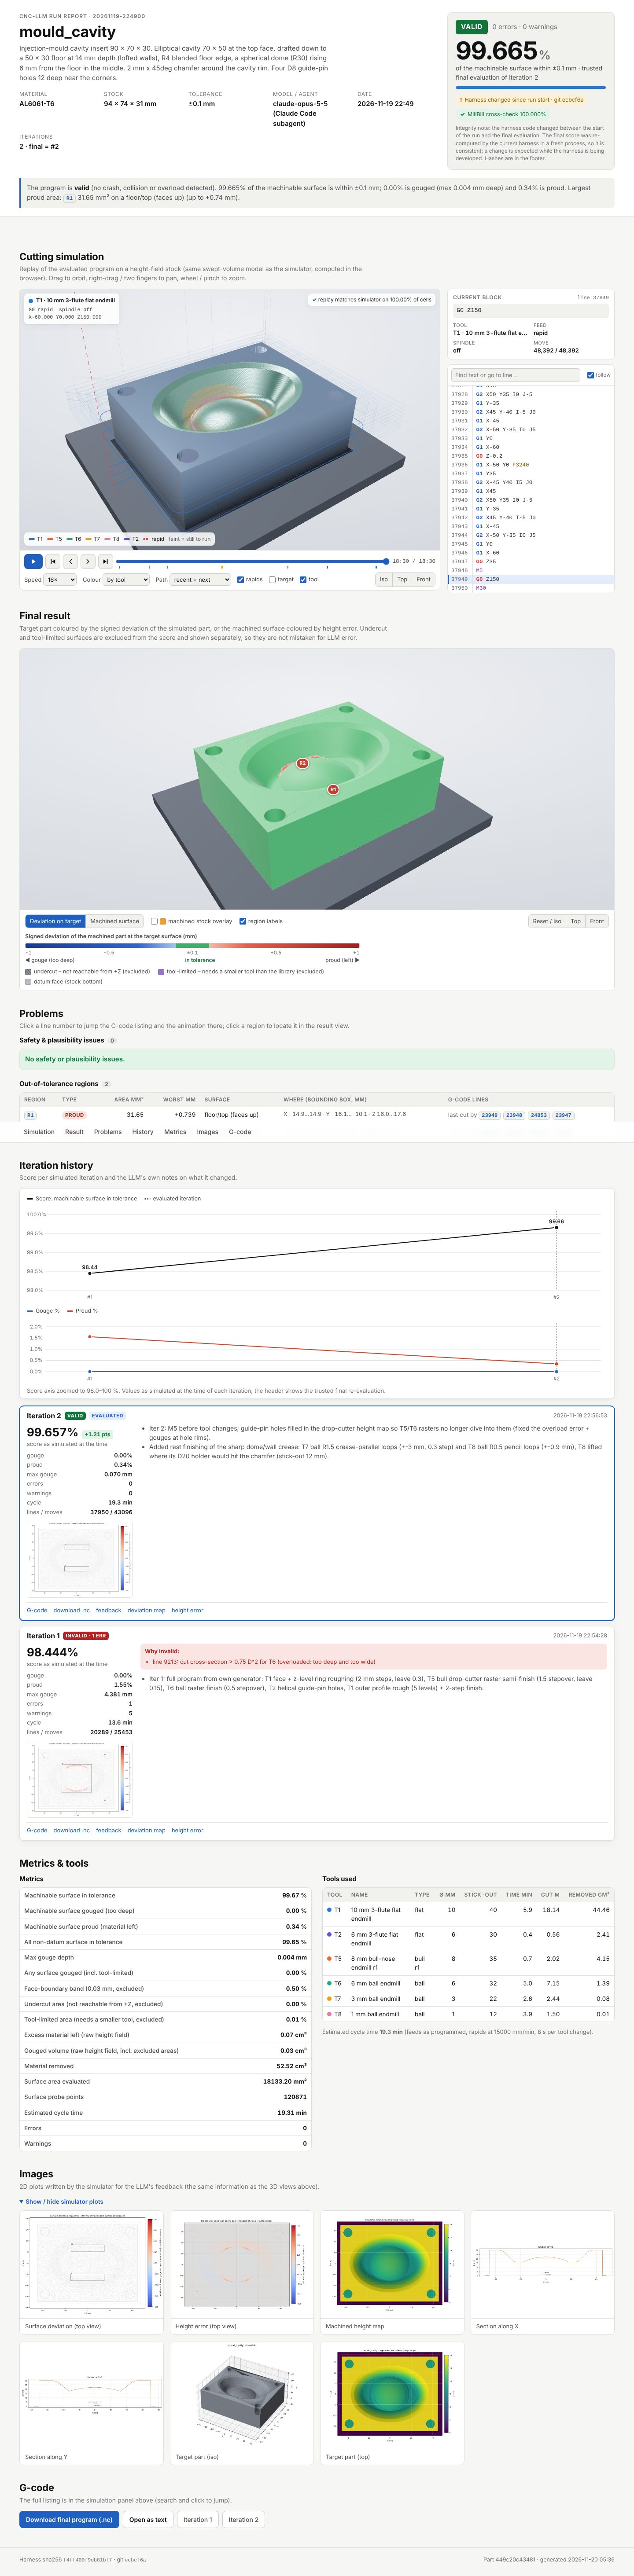 CNC-LLM RUN REPORT · 20261119-224900
mould_cavity
Injection-mould cavity insert 90 × 70 × 30. Elliptical cavity 70 × 50 at the top face, drafted down to
a 50 x 30 floor at 14 mm depth (lofted walls), R4 blended floor edge, a spherical dome (R30) rising
6 mm from the floor in the middle. 2 mm x 45deg chamfer around the cavity rim. Four D8 guide-pin
holes 12 deep near the corners.
MATERIAL
AL6061-T6
STOCK
94 × 74 × 31 mm
TOLERANCE
±0.1 mm
MODEL / AGENT
claude-opus-5-5
(Claude Code
subagent)
DATE
2026-11-19 22:49
ITERATIONS
2 · final = #2
VALID 0 errors · 0 warnings
99.665%
of the machinable surface within ±0.1 mm · trusted
final evaluation of iteration 2
! Harness changed since run start · git ecbcf6a
✓ MillBill cross-check 100.000%
Integrity note: the harness code changed between the start
of the run and the final evaluation. The final score was re-
computed by the current harness in a fresh process, so it is
consistent; a change is expected while the harness is being
developed. Hashes are in the footer.
The program is valid (no crash, collision or overload detected). 99.665% of the machinable surface is within ±0.1 mm; 0.00% is gouged (max 0.004 mm deep) and 0.34% is proud. Largest
proud area: R1 31.65 mm² on a floor/top (faces up) (up to +0.74 mm).
Cutting simulation
Replay of the evaluated program on a height-field stock (same swept-volume model as the simulator, computed in the
browser). Drag to orbit, right-drag / two fingers to pan, wheel / pinch to zoom.
T1 · 10 mm 3-flute flat endmill
G0 rapid spindle off
X-60.000 Y0.000 Z150.000
✓ replay matches simulator on 100.00% of cells
T1 T5 T6 T7 T8 T2 rapid faint = still to run
18:30 / 18:30
Speed 16× Colour by tool Path recent + next rapids target tool Iso Top Front
CURRENT BLOCK line 37949
G0 Z150
TOOL
T1 · 10 mm 3-flute flat e...
FEED
rapid
SPINDLE
off
MOVE
48,392 / 48,392
Find text or go to line... follow
37928 G2 X50 Y35 I0 J-5
37929 G1 Y-35
37930 G2 X45 Y-40 I-5 J0
37931 G1 X-45
37932 G2 X-50 Y-35 I0 J5
37933 G1 Y0
37934 G1 X-60
37935 G0 Z-0.2
37936 G1 X-50 Y0 F3240
37937 G1 Y35
37938 G2 X-45 Y40 I5 J0
37939 G1 X45
37940 G2 X50 Y35 I0 J-5
37941 G1 Y-35
37942 G2 X45 Y-40 I-5 J0
37943 G1 X-45
37944 G2 X-50 Y-35 I0 J5
37945 G1 Y0
37946 G1 X-60
37947 G0 Z35
37948 M5
37949 G0 Z150
37950 M30
Final result
Target part coloured by the signed deviation of the simulated part, or the machined surface coloured by height error. Undercut
and tool-limited surfaces are excluded from the score and shown separately, so they are not mistaken for LLM error.
R2
R1
Deviation on target Machined surface machined stock overlay region labels Reset / Iso Top Front
Signed deviation of the machined part at the target surface (mm)
-1 -0.5 ±0.1 +0.5 +1
◀ gouge (too deep) in tolerance proud (left) ▶
undercut – not reachable from +Z (excluded) tool-limited – needs a smaller tool than the library (excluded)
datum face (stock bottom)
Problems
Click a line number to jump the G-code listing and the animation there; click a region to locate it in the result view.
Safety & plausibility issues 0
No safety or plausibility issues.
Out-of-tolerance regions 2
REGION TYPE AREA MM² WORST MM SURFACE WHERE (BOUNDING BOX, MM) G-CODE LINES
R1 PROUD 31.65 +0.739 floor/top (faces up) X -14.9…14.9 · Y -16.1…-10.1 · Z 16.0…17.6 last cut by 23949 23948 24853 23947
Simulation Result Problems History Metrics Images G-code
Iteration history
Score per simulated iteration and the LLM's own notes on what it changed.
Score: machinable surface in tolerance evaluated iteration
100.0%
99.5%
99.0%
98.5%
98.0%
98.44
99.66
#1 #2
Gouge % Proud %
2.0%
1.5%
1.0%
0.5%
0.0%
#1 #2
Score axis zoomed to 98.0–100 %. Values as simulated at the time of each iteration; the header shows the trusted final re-evaluation.
Iteration 2 VALID EVALUATED 2026-11-19 22:56:53
99.657% +1.21 pts
score as simulated at the time
gouge 0.00%
proud 0.34%
max gouge 0.070 mm
errors 0
warnings 0
cycle 19.3 min
lines / moves 37950 / 43096
• Iter 2: M5 before tool changes; guide-pin holes filled in the drop-cutter height map so T5/T6 rasters no longer dive into them (fixed the overload error +
gouges at hole rims).
• Added rest finishing of the sharp dome/wall crease: T7 ball R1.5 crease-parallel loops (+-3 mm, 0.3 step) and T8 ball R0.5 pencil loops (+-0.9 mm), T8 lifted
where its D20 holder would hit the chamfer (stick-out 12 mm).
G-code download .nc feedback deviation map height error
Iteration 1 INVALID · 1 ERR 2026-11-19 22:54:28
98.444%
score as simulated at the time
gouge 0.00%
proud 1.55%
max gouge 4.381 mm
errors 1
warnings 5
cycle 13.6 min
lines / moves 20289 / 25453
Why invalid:
• line 9213: cut cross-section > 0.75 D^2 for T6 (overloaded: too deep and too wide)
• Iter 1: full program from own generator: T1 face + z-level ring roughing (2 mm steps, leave 0.3), T5 bull drop-cutter raster semi-finish (1.5 stepover, leave
0.15), T6 ball raster finish (0.5 stepover), T2 helical guide-pin holes, T1 outer profile rough (5 levels) + 2-step finish.
G-code download .nc feedback deviation map height error
Metrics & tools
Metrics
Machinable surface in tolerance 99.67 %
Machinable surface gouged (too deep) 0.00 %
Machinable surface proud (material left) 0.34 %
All non-datum surface in tolerance 99.65 %
Max gouge depth 0.004 mm
Any surface gouged (incl. tool-limited) 0.00 %
Face-boundary band (0.03 mm, excluded) 0.50 %
Undercut area (not reachable from +Z, excluded) 0.00 %
Tool-limited area (needs a smaller tool, excluded) 0.01 %
Excess material left (raw height field) 0.07 cm³
Gouged volume (raw height field, incl. excluded areas) 0.03 cm³
Material removed 52.52 cm³
Surface area evaluated 18133.20 mm²
Surface probe points 120871
Estimated cycle time 19.31 min
Errors 0
Warnings 0
Tools used
TOOL NAME TYPE Ø MM STICK-OUT TIME MIN CUT M REMOVED CM³
T1 10 mm 3-flute flat endmill flat 10 40 5.9 18.14 44.46
T2 6 mm 3-flute flat endmill flat 6 30 0.4 0.56 2.41
T5 8 mm bull-nose endmill r1 bull r1 8 35 0.7 2.02 4.15
T6 6 mm ball endmill ball 6 32 5.0 7.15 1.39
T7 3 mm ball endmill ball 3 22 2.6 2.44 0.08
T8 1 mm ball endmill ball 1 12 3.9 1.50 0.01
Estimated cycle time 19.3 min (feeds as programmed, rapids at 15000 mm/min, 8 s per tool change).
Images
2D plots written by the simulator for the LLM's feedback (the same information as the 3D views above).
▼ Show / hide simulator plots
Surface deviation (top view)
Height error (top view)
Machined height map
Section along X
Section along Y
Target part (iso)
Target part (top)
G-code
The full listing is in the simulation panel above (search and click to jump).
Download final program (.nc) Open as text Iteration 1 Iteration 2
Part 449c20c43461 · generated 2026-11-20 05:36